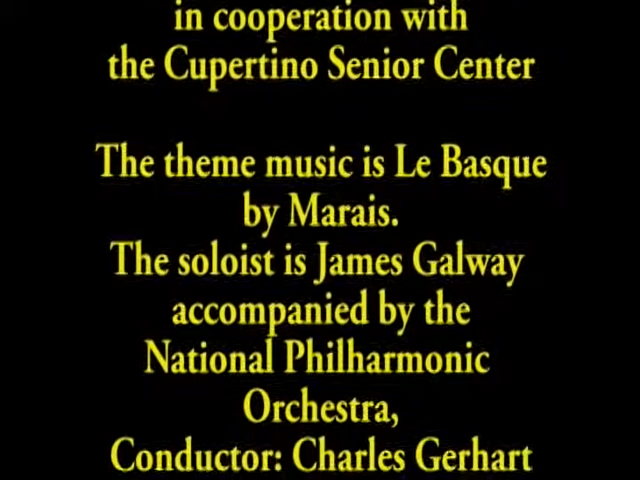 in cooperation with
the Cupertino Senior Center
The theme music is Le Basque
by Marais.
The soloist is James Galway
accompanied by the
National Philharmonic
Orchestra,
Conductor: Charles Gerhart